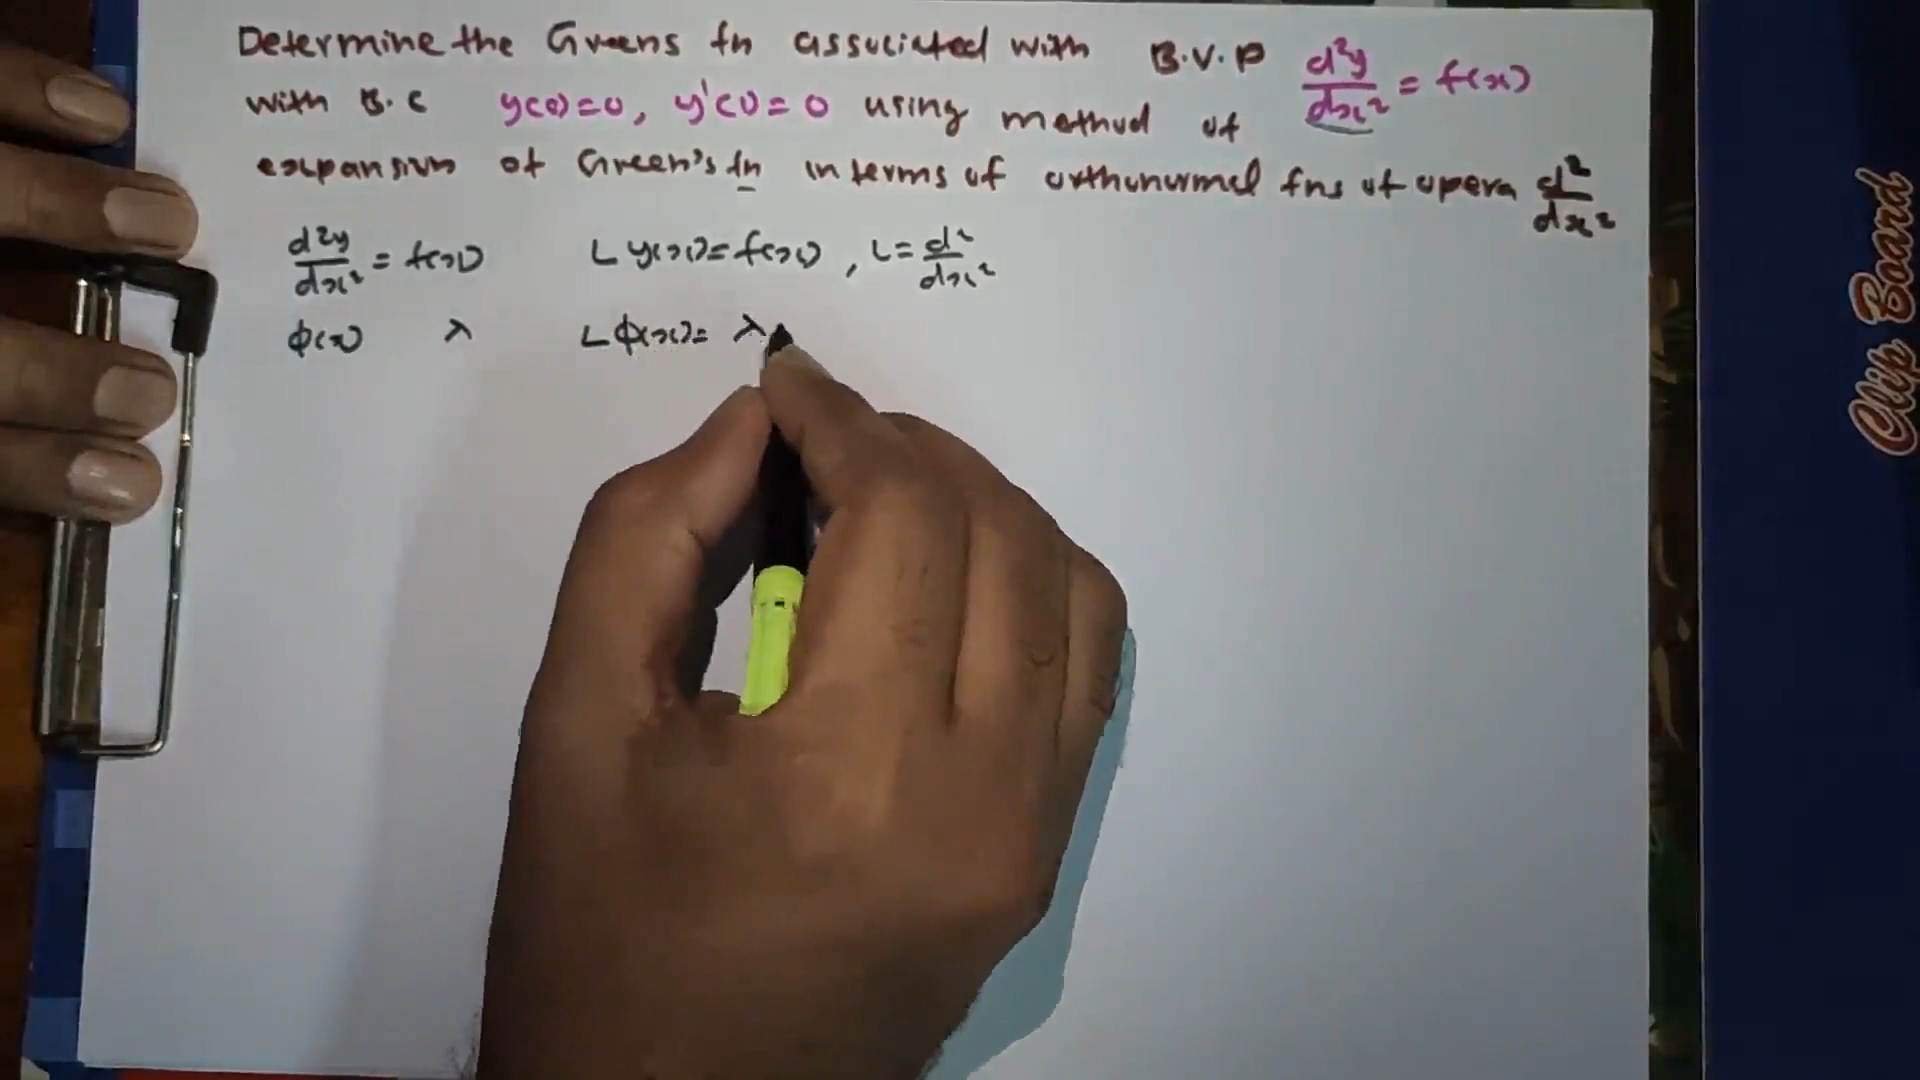 Determine the Greens fn associated with B.V.P d²y/dx² = f(x)
with B.C y(0)=0, y'(1)=0 using method of
expansion of Green's fn in terms of orthonormal fns of opera d²/dx²
d²y/dx² = f(x) L y(x) = f(x), L = d²/dx²
ϕ(x) λ L ϕ(x) = λ
Clip Board